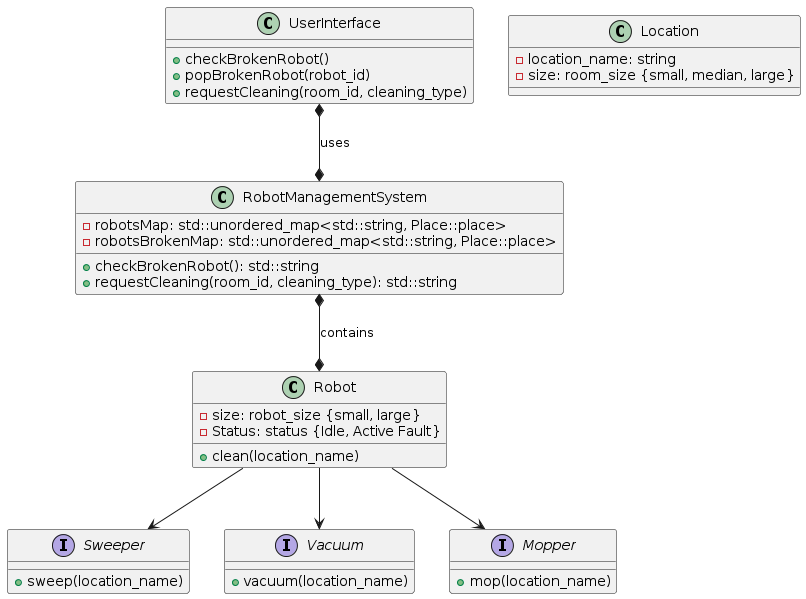 C UserInterface
checkBrokenRobot()
popBrokenRobot(robot_id)
requestCleaning(room_id, cleaning_type)
C Location
location_name: string
size: room_size {small, median, large}
uses
C RobotManagementSystem
robotsMap: std::unordered_map<std::string, Place::place>
robotsBrokenMap: std::unordered_map<std::string, Place::place>
checkBrokenRobot(): std::string
requestCleaning(room_id, cleaning_type): std::string
contains
C Robot
size: robot_size {small, large}
Status: status {Idle, Active Fault}
clean(location_name)
I Sweeper
sweep(location_name)
I Vacuum
vacuum(location_name)
I Mopper
mop(location_name)